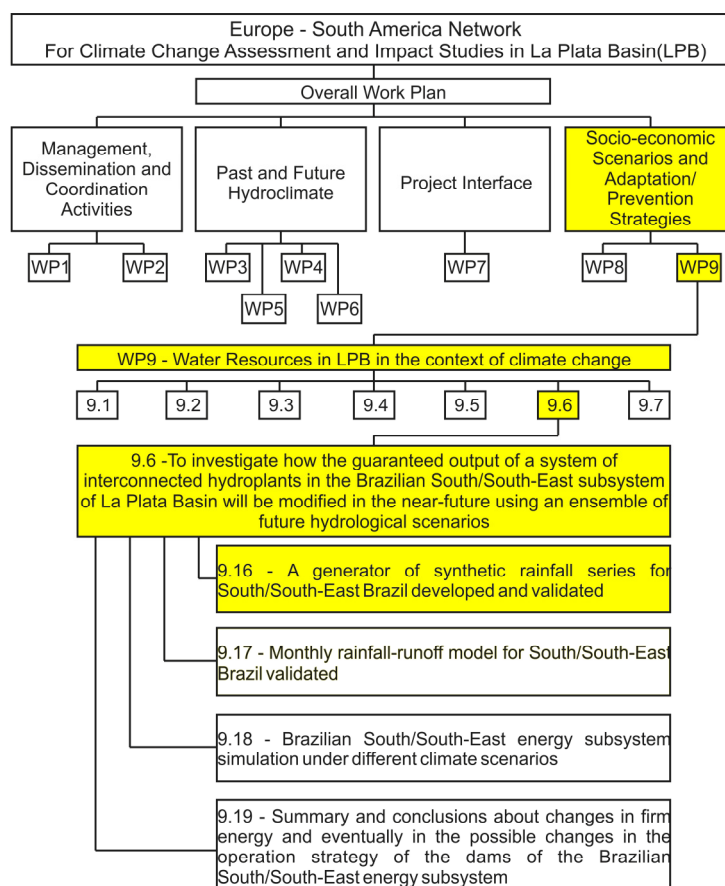 Europe - South America Network
For Climate Change Assessment and Impact Studies in La Plata Basin(LPB)
Overall Work Plan
Management,
Dissemination and
Coordination
Activities
Past and Future
Hydroclimate
Project Interface
Socio-economic
Scenarios and
Adaptation/
Prevention
Strategies
WP1
WP2
WP3
WP4
WP7
WP8
WP9
WP5
WP6
WP9 - Water Resources in LPB in the context of climate change
9.1
9.2
9.3
9.4
9.5
9.6
9.7
9.6 -To investigate how the guaranteed output of a system of
interconnected hydroplants in the Brazilian South/South-East subsystem
of La Plata Basin will be modified in the near-future using an ensemble of
future hydrological scenarios
9.16 - A generator of synthetic rainfall series for
South/South-East Brazil developed and validated
9.17 - Monthly rainfall-runoff model for South/South-East
Brazil validated
9.18 - Brazilian South/South-East energy subsystem
simulation under different climate scenarios
9.19 - Summary and conclusions about changes in firm
energy and eventually in the possible changes in the
operation strategy of the dams of the Brazilian
South/South-East energy subsystem